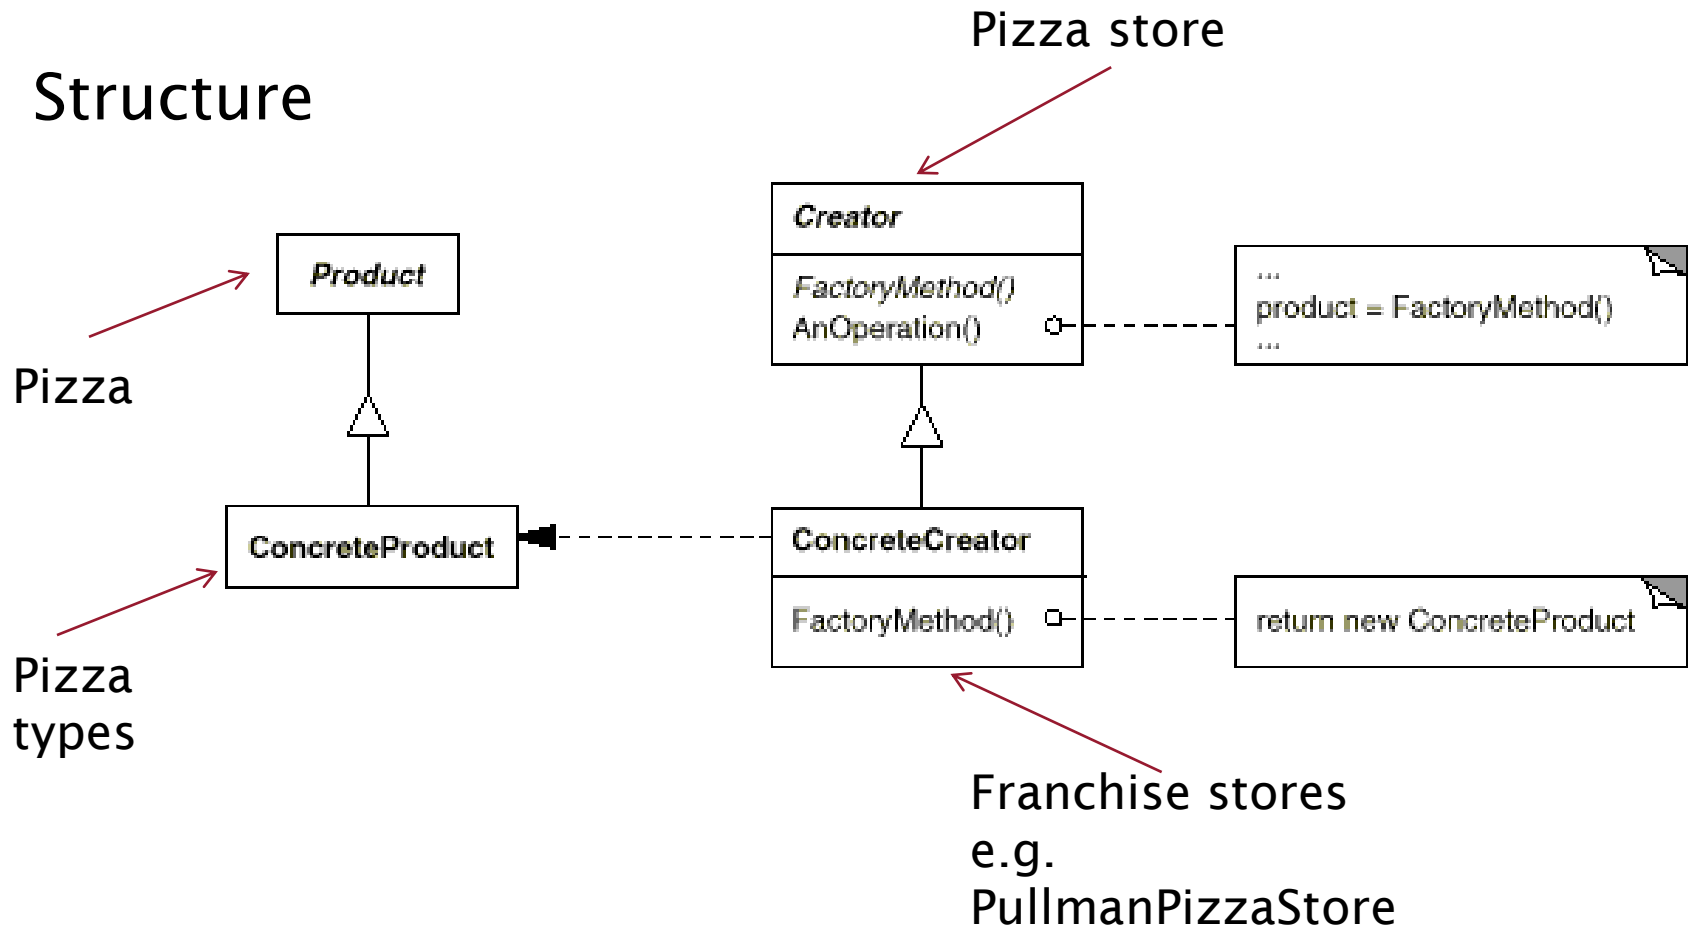 Pizza store
Structure
Creator
Product
FactoryMethod()
AnOperation()
...
product = FactoryMethod()
...
Pizza
ConcreteProduct
ConcreteCreator
FactoryMethod()
return new ConcreteProduct
Pizza
types
Franchise stores
e.g.
PullmanPizzaStore